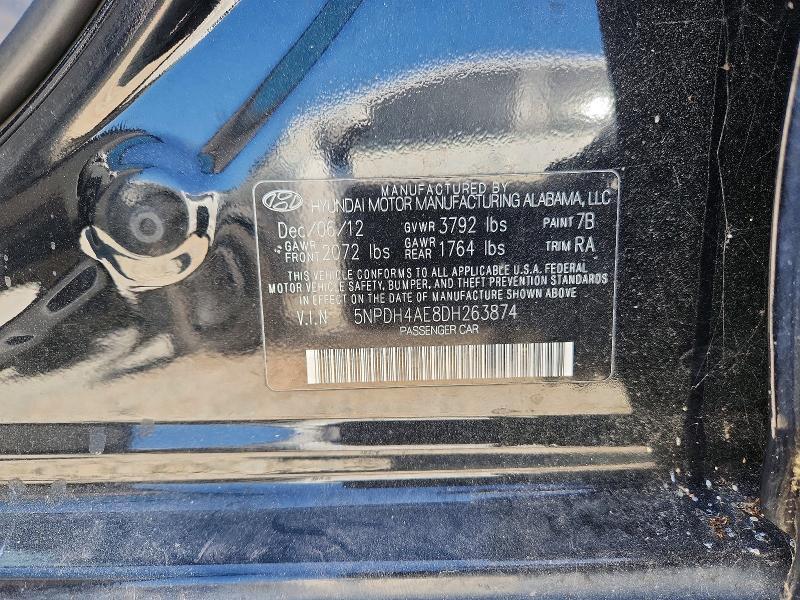 MANUFACTURED BY
HYUNDAI MOTOR MANUFACTURING ALABAMA, LLC
Dec/06/12 GVWR 3792 lbs PAINT 7B
GAWR FRONT 2072 lbs GAWR REAR 1764 lbs TRIM RA
THIS VEHICLE CONFORMS TO ALL APPLICABLE U.S.A. FEDERAL
MOTOR VEHICLE SAFETY, BUMPER, AND THEFT PREVENTION STANDARDS
IN EFFECT ON THE DATE OF MANUFACTURE SHOWN ABOVE
V.I.N 5NPDH4AE8DH263874
PASSENGER CAR